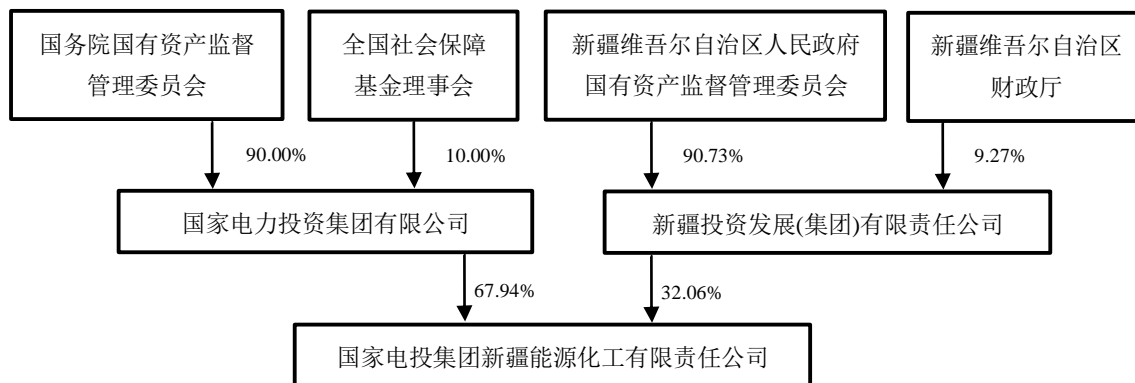 国务院国有资产监督
管理委员会
全国社会保障
基金理事会
新疆维吾尔自治区人民政府
国有资产监督管理委员会
新疆维吾尔自治区
财政厅
90.00%
10.00%
90.73%
9.27%
国家电力投资集团有限公司
新疆投资发展(集团)有限责任公司
67.94%
32.06%
国家电投集团新疆能源化工有限责任公司